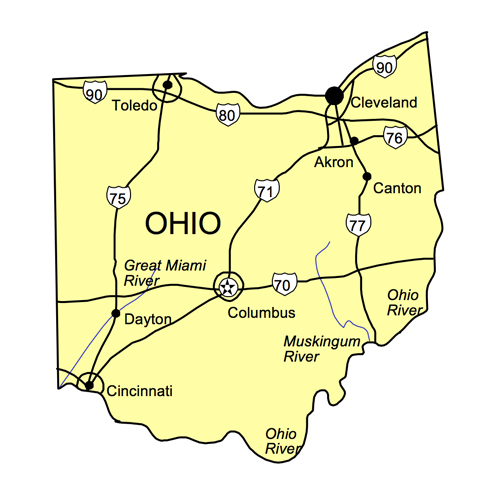 90
90
Toledo
Cleveland
80
76
Akron
71
Canton
75
OHIO
77
Great Miami
River
70
Ohio
River
Columbus
Dayton
Muskingum
River
Cincinnati
Ohio
River